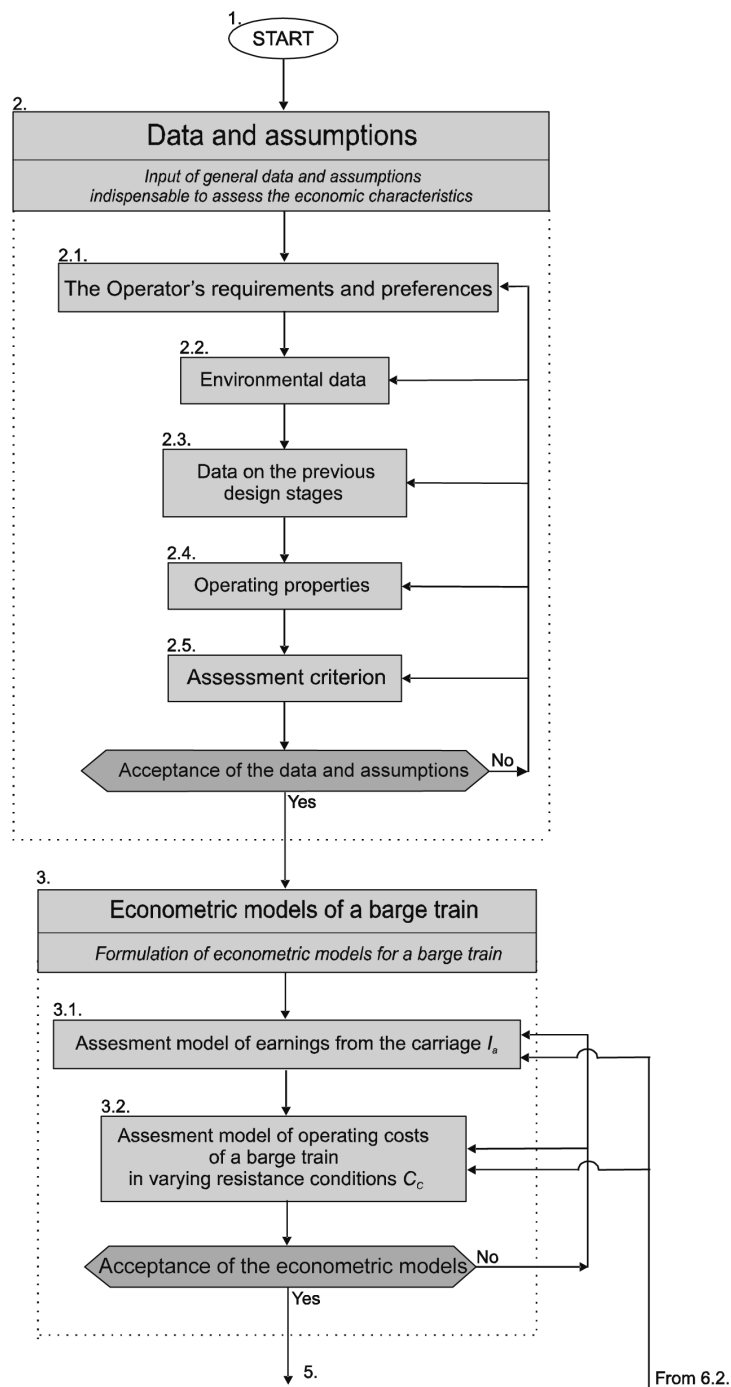 1.
START
2.
Data and assumptions
Input of general data and assumptions
indispensable to assess the economic characteristics
2.1.
The Operator's requirements and preferences
2.2.
Environmental data
2.3.
Data on the previous
design stages
2.4.
Operating properties
2.5.
Assessment criterion
Acceptance of the data and assumptions
No
Yes
3.
Econometric models of a barge train
Formulation of econometric models for a barge train
3.1.
Assesment model of earnings from the carriage Ia
3.2.
Assesment model of operating costs
of a barge train
in varying resistance conditions Cc
Acceptance of the econometric models
No
Yes
5.
From 6.2.